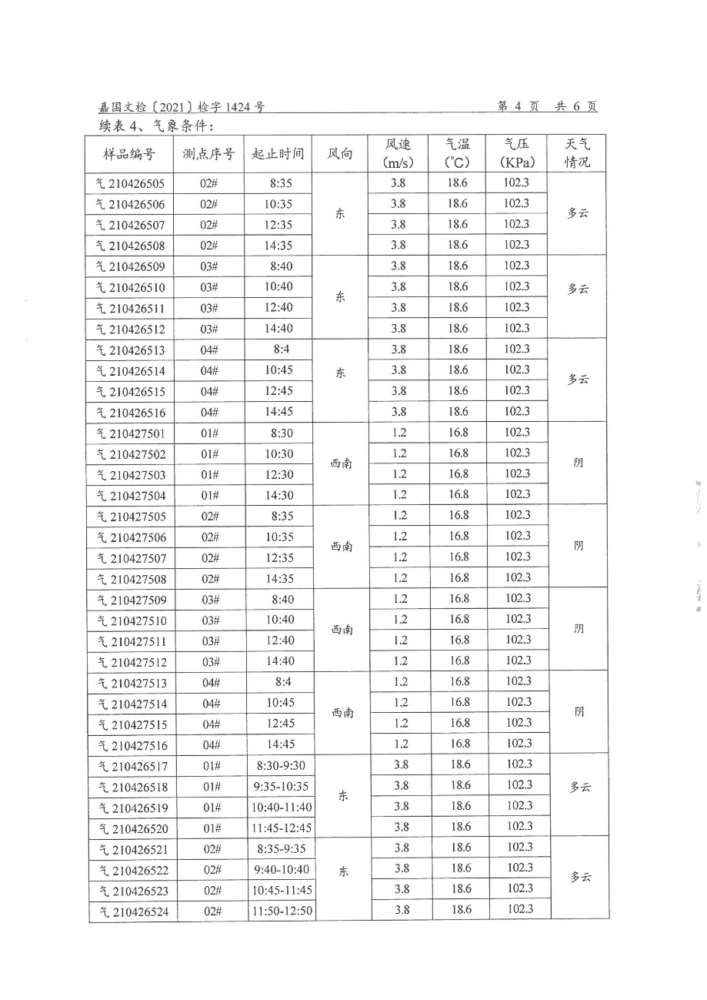 嘉国文检〔2021〕检字 1424 号 第 4 页 共 6 页
续表 4、气象条件：
样品编号 测点序号 起止时间 风向 风速 (m/s) 气温 (℃) 气压 (KPa) 天气情况
气 210426505 02# 8:35 东 3.8 18.6 102.3 多云
气 210426506 02# 10:35 3.8 18.6 102.3
气 210426507 02# 12:35 3.8 18.6 102.3
气 210426508 02# 14:35 3.8 18.6 102.3
气 210426509 03# 8:40 东 3.8 18.6 102.3 多云
气 210426510 03# 10:40 3.8 18.6 102.3
气 210426511 03# 12:40 3.8 18.6 102.3
气 210426512 03# 14:40 3.8 18.6 102.3
气 210426513 04# 8:4 东 3.8 18.6 102.3 多云
气 210426514 04# 10:45 3.8 18.6 102.3
气 210426515 04# 12:45 3.8 18.6 102.3
气 210426516 04# 14:45 3.8 18.6 102.3
气 210427501 01# 8:30 西南 1.2 16.8 102.3 阴
气 210427502 01# 10:30 1.2 16.8 102.3
气 210427503 01# 12:30 1.2 16.8 102.3
气 210427504 01# 14:30 1.2 16.8 102.3
气 210427505 02# 8:35 西南 1.2 16.8 102.3 阴
气 210427506 02# 10:35 1.2 16.8 102.3
气 210427507 02# 12:35 1.2 16.8 102.3
气 210427508 02# 14:35 1.2 16.8 102.3
气 210427509 03# 8:40 西南 1.2 16.8 102.3 阴
气 210427510 03# 10:40 1.2 16.8 102.3
气 210427511 03# 12:40 1.2 16.8 102.3
气 210427512 03# 14:40 1.2 16.8 102.3
气 210427513 04# 8:4 西南 1.2 16.8 102.3 阴
气 210427514 04# 10:45 1.2 16.8 102.3
气 210427515 04# 12:45 1.2 16.8 102.3
气 210427516 04# 14:45 1.2 16.8 102.3
气 210426517 01# 8:30-9:30 东 3.8 18.6 102.3 多云
气 210426518 01# 9:35-10:35 3.8 18.6 102.3
气 210426519 01# 10:40-11:40 3.8 18.6 102.3
气 210426520 01# 11:45-12:45 3.8 18.6 102.3
气 210426521 02# 8:35-9:35 东 3.8 18.6 102.3 多云
气 210426522 02# 9:40-10:40 3.8 18.6 102.3
气 210426523 02# 10:45-11:45 3.8 18.6 102.3
气 210426524 02# 11:50-12:50 3.8 18.6 102.3